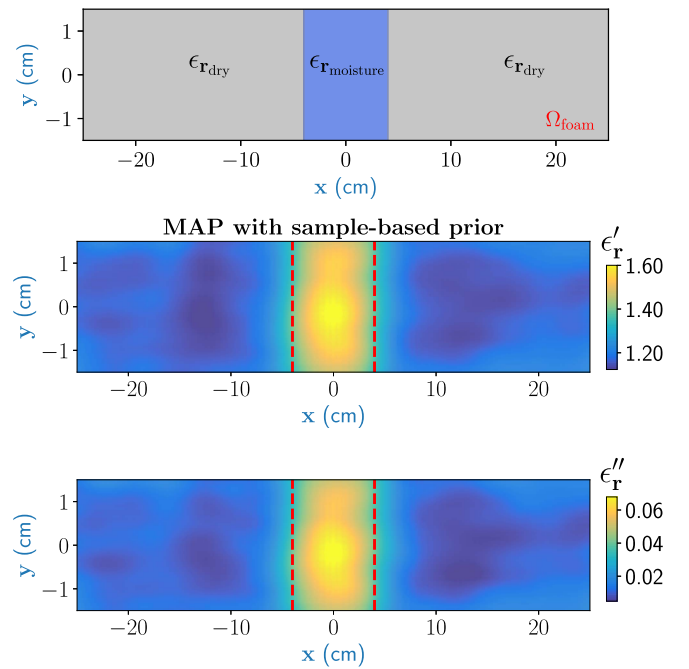 1
0
−1
y (cm)
ϵ_r_dry ϵ_r_moisture ϵ_r_dry
Ω_foam
−20 −10 0 10 20
x (cm)
MAP with sample-based prior
ϵ′_r
1
0
−1
y (cm)
1.60
1.40
1.20
−20 −10 0 10 20
x (cm)
ϵ″_r
1
0
−1
y (cm)
0.06
0.04
0.02
−20 −10 0 10 20
x (cm)